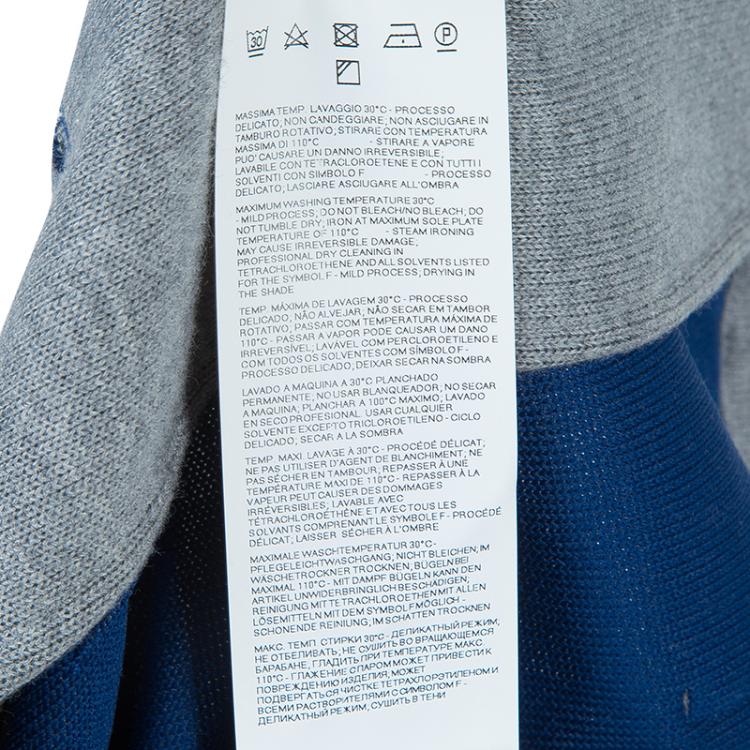 30
P
MASSIMA TEMP. LAVAGGIO 30°C - PROCESSO
DELICATO; NON CANDEGGIARE; NON ASCIUGARE IN
TAMBURO ROTATIVO; STIRARE CON TEMPERATURA
MASSIMA DI 110°C - STIRARE A VAPORE
PUO' CAUSARE UN DANNO IRREVERSIBILE;
LAVABILE CON TETRACLOROETENE E CON TUTTI I
SOLVENTI CON SIMBOLO F - PROCESSO
DELICATO; LASCIARE ASCIUGARE ALL'OMBRA
MAXIMUM WASHING TEMPERATURE 30°C
- MILD PROCESS; DO NOT BLEACH/NO BLEACH; DO
NOT TUMBLE DRY; IRON AT MAXIMUM SOLE PLATE
TEMPERATURE OF 110°C - STEAM IRONING
MAY CAUSE IRREVERSIBLE DAMAGE;
PROFESSIONAL DRY CLEANING IN
TETRACHLOROETHENE AND ALL SOLVENTS LISTED
FOR THE SYMBOL F - MILD PROCESS; DRYING IN
THE SHADE
TEMP. MÁXIMA DE LAVAGEM 30°C - PROCESSO
DELICADO; NÃO ALVEJAR; NÃO SECAR EM TAMBOR
ROTATIVO; PASSAR COM TEMPERATURA MÁXIMA DE
110°C - PASSAR A VAPOR PODE CAUSAR UM DANO
IRREVERSÍVEL; LAVÁVEL COM PERCLOROETILENO E
COM TODOS OS SOLVENTES COM SÍMBOLO F -
PROCESO DELICADO; DEIXAR SECAR NA SOMBRA
LAVADO A MAQUINA A 30°C PLANCHADO
PERMANENTE; NO USAR BLANQUEADOR; NO SECAR
A MAQUINA; PLANCHAR A 100°C MAXIMO; LAVADO
EN SECO PROFESIONAL. USAR CUALQUIER
SOLVENTE EXCEPTO TRICLOROETILENO - CICLO
DELICADO; SECAR A LA SOMBRA
TEMP. MAXI. LAVAGE À 30°C - PROCÉDÉ DÉLICAT;
NE PAS UTILISER D'AGENT DE BLANCHIMENT; NE
PAS SÉCHER EN TAMBOUR; REPASSER À UNE
TEMPÉRATURE MAXI DE 110°C - REPASSER À LA
VAPEUR PEUT CAUSER DES DOMMAGES
IRRÉVERSIBLES; LAVABLE AVEC
TÉTRACHLOROÉTHÈNE ET AVEC TOUS LES
SOLVANTS COMPRENANT LE SYMBOLE F - PROCÉDÉ
DÉLICAT; LAISSER SÉCHER À L'OMBRE
MAXIMALE WASCHTEMPERATUR 30°C -
PFLEGELEICHTWASCHGANG; NICHT BLEICHEN; IM
WÄSCHETROCKNER TROCKNEN; BÜGELN BEI
MAXIMAL 110°C - MIT DAMPF BÜGELN KANN DEN
ARTIKEL UNWIDERBRINGLICH BESCHÄDIGEN;
REINIGUNG MIT TETRACHLOROETHEN MIT ALLEN
LÖSEMITTELN MIT DEM SYMBOL F MÖGLICH -
SCHONENDE REINIUNG; IM SCHATTEN TROCKNEN
МАКС. ТЕМП. СТИРКИ 30°C - ДЕЛИКАТНЫЙ РЕЖИМ;
НЕ ОТБЕЛИВАТЬ; НЕ СУШИТЬ ВО ВРАЩАЮЩЕМСЯ
БАРАБАНЕ, ГЛАДИТЬ ПРИ ТЕМПЕРАТУРЕ МАКС.
110°C - ГЛАЖЕНИЕ С ПАРОМ МОЖЕТ ПРИВЕСТИ К
ПОВРЕЖДЕНИЮ ИЗДЕЛИЯ; МОЖЕТ
ПОДВЕРГАТЬСЯ ЧИСТКЕ ТЕТРАХЛОРЭТИЛЕНОМ И
ВСЕМИ РАСТВОРИТЕЛЯМИ С СИМВОЛОМ F -
ДЕЛИКАТНЫЙ РЕЖИМ, СУШИТЬ В ТЕНИ